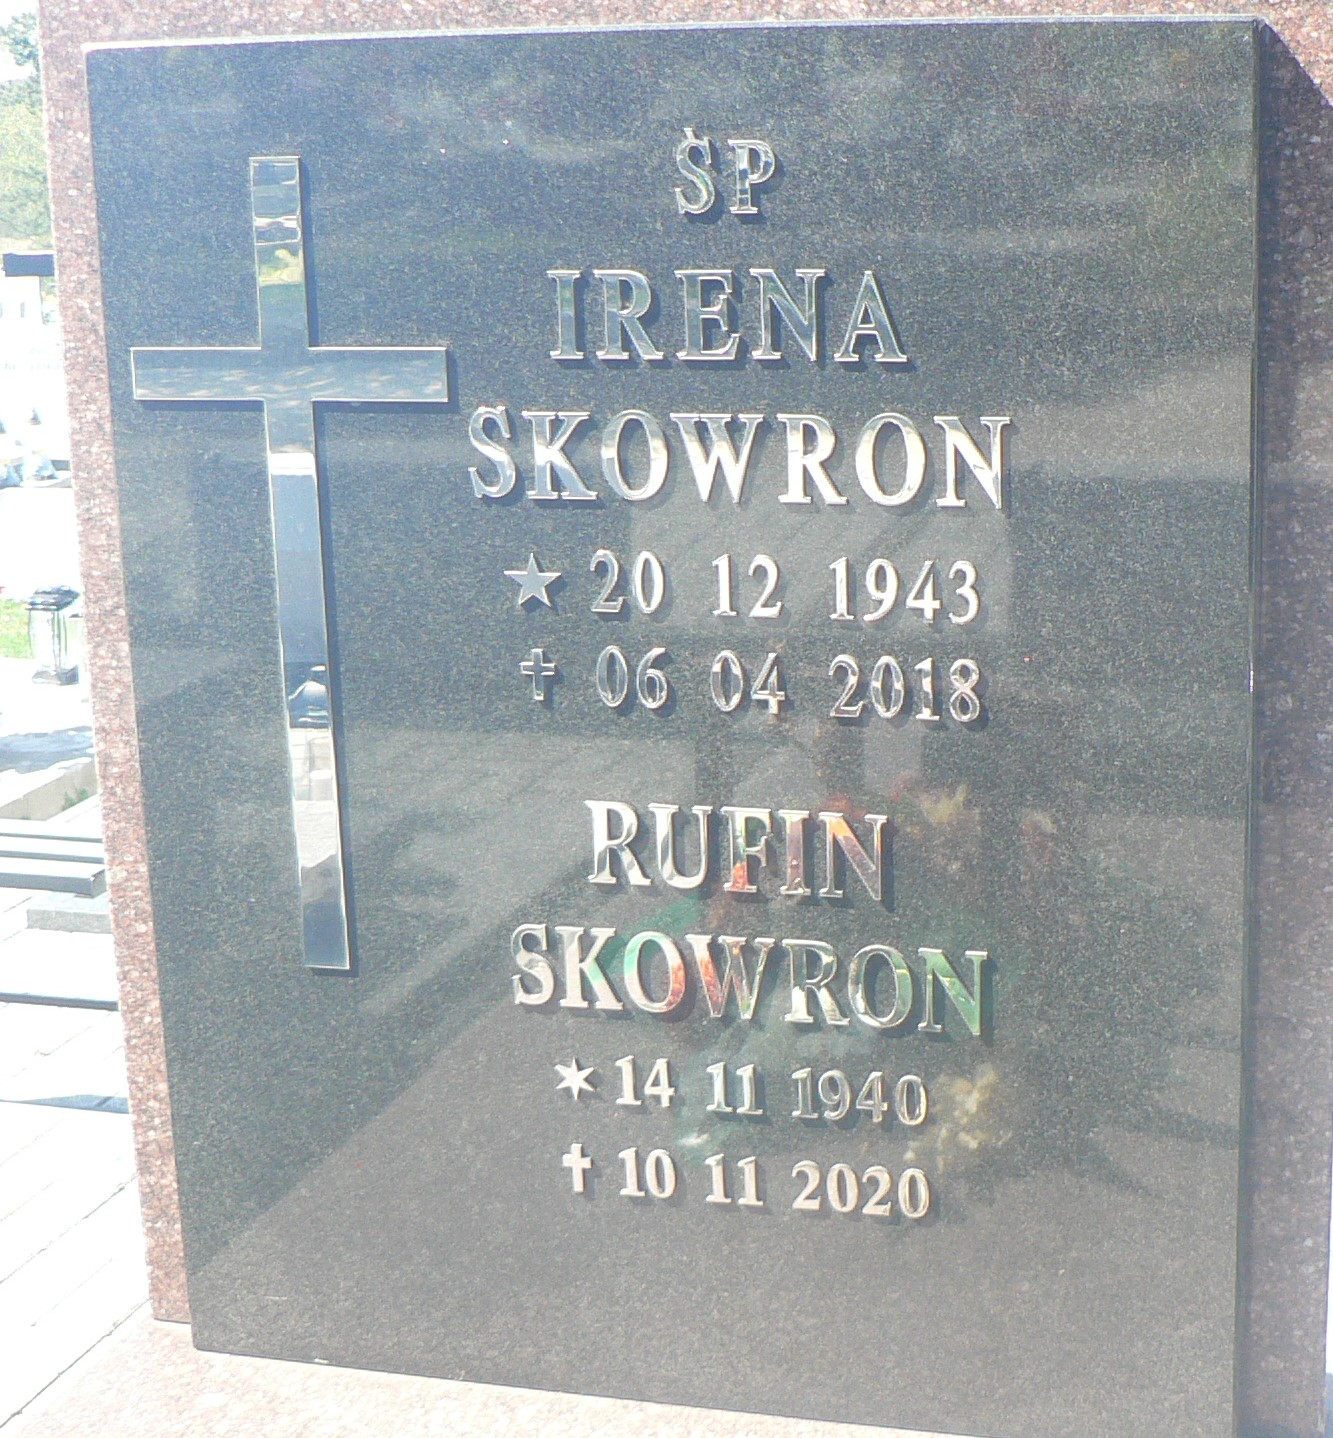 ŚP
IRENA
SKOWRON
★ 20 12 1943
✝ 06 04 2018
RUFIN
SKOWRON
✶ 14 11 1940
✝ 10 11 2020